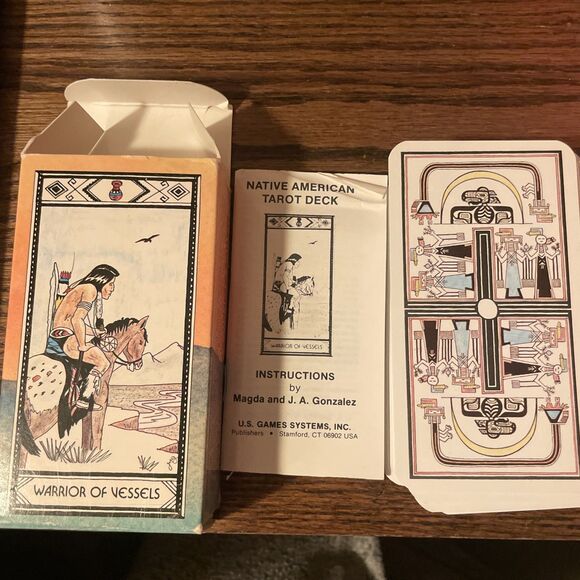 WARRIOR OF VESSELS
NATIVE AMERICAN
TAROT DECK
WARRIOR OF VESSELS
INSTRUCTIONS
by
Magda and J. A. Gonzalez
U.S. GAMES SYSTEMS, INC.
Publishers • Stamford, CT 06902 USA